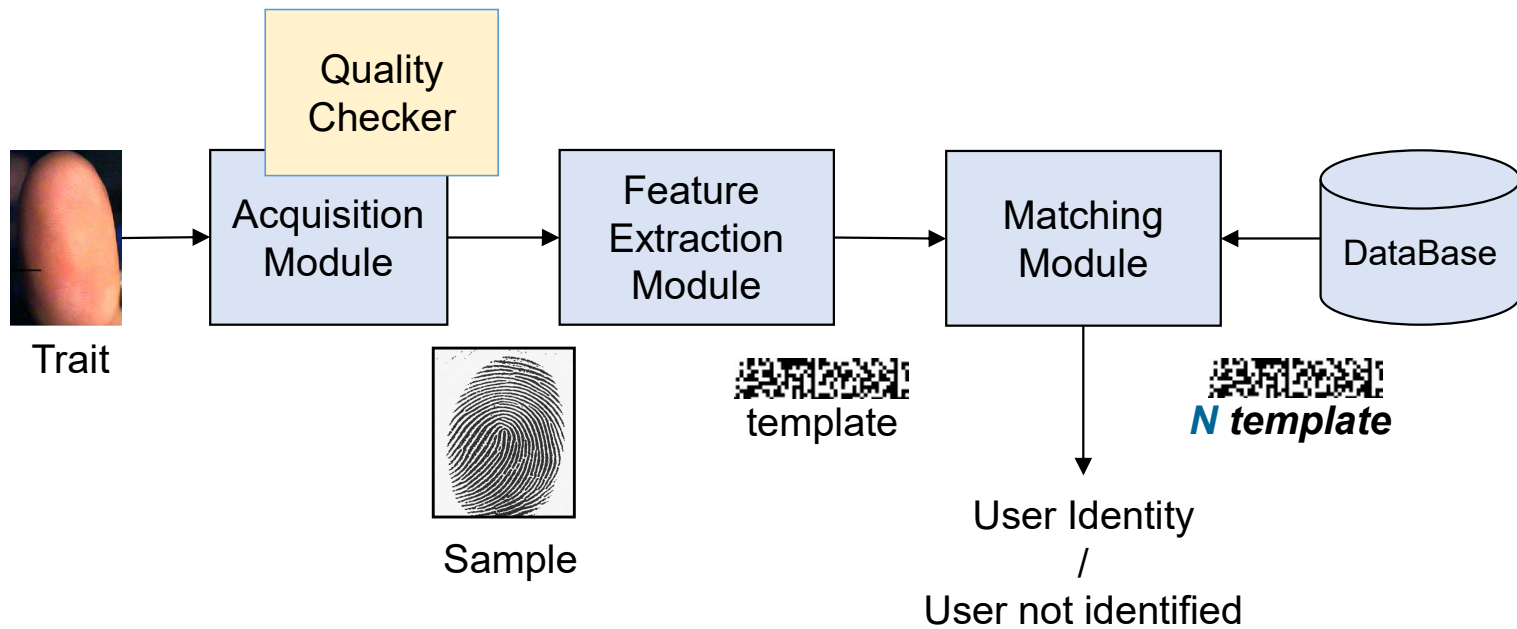 Quality
Checker
Acquisition
Module
Feature
Extraction
Module
Matching
Module
DataBase
Trait
Sample
template
N template
User Identity
/
User not identified